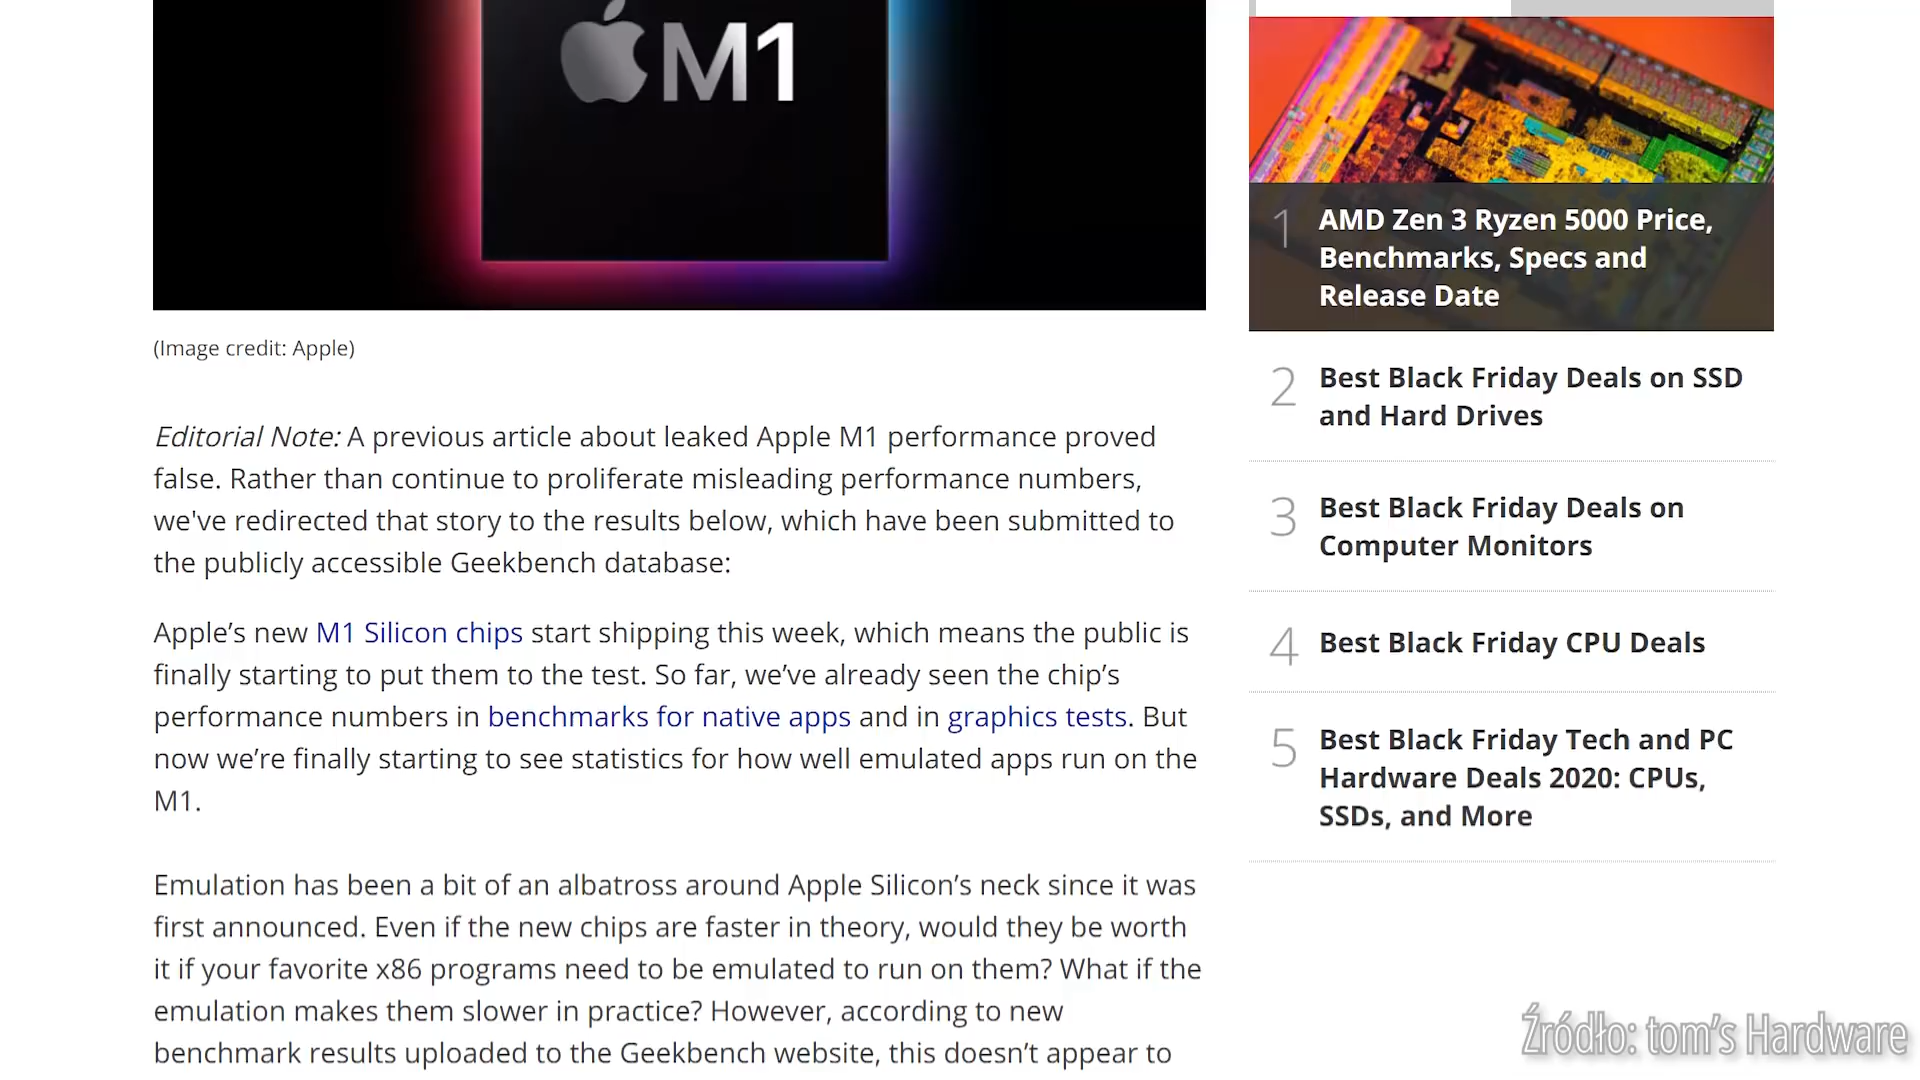 M1
(Image credit: Apple)
Editorial Note: A previous article about leaked Apple M1 performance proved
false. Rather than continue to proliferate misleading performance numbers,
we've redirected that story to the results below, which have been submitted to
the publicly accessible Geekbench database:
Apple’s new M1 Silicon chips start shipping this week, which means the public is
finally starting to put them to the test. So far, we’ve already seen the chip’s
performance numbers in benchmarks for native apps and in graphics tests. But
now we’re finally starting to see statistics for how well emulated apps run on the
M1.
Emulation has been a bit of an albatross around Apple Silicon’s neck since it was
first announced. Even if the new chips are faster in theory, would they be worth
it if your favorite x86 programs need to be emulated to run on them? What if the
emulation makes them slower in practice? However, according to new
benchmark results uploaded to the Geekbench website, this doesn’t appear to
1 AMD Zen 3 Ryzen 5000 Price,
Benchmarks, Specs and
Release Date
2 Best Black Friday Deals on SSD
and Hard Drives
3 Best Black Friday Deals on
Computer Monitors
4 Best Black Friday CPU Deals
5 Best Black Friday Tech and PC
Hardware Deals 2020: CPUs,
SSDs, and More
Źródło: tom’s Hardware